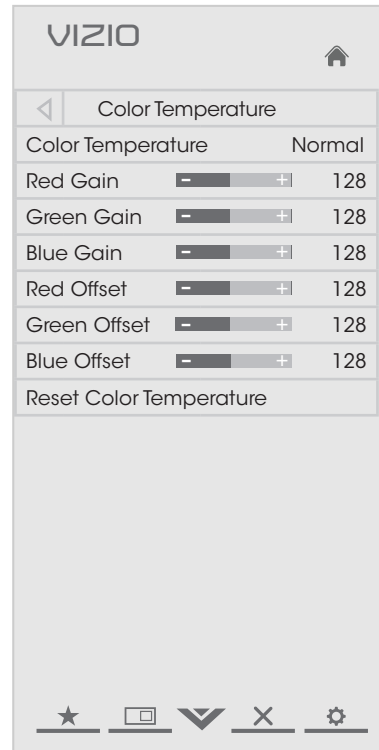 VIZIO
Color Temperature
Color Temperature Normal
Red Gain - + 128
Green Gain - + 128
Blue Gain - + 128
Red Offset - + 128
Green Offset - + 128
Blue Offset - + 128
Reset Color Temperature